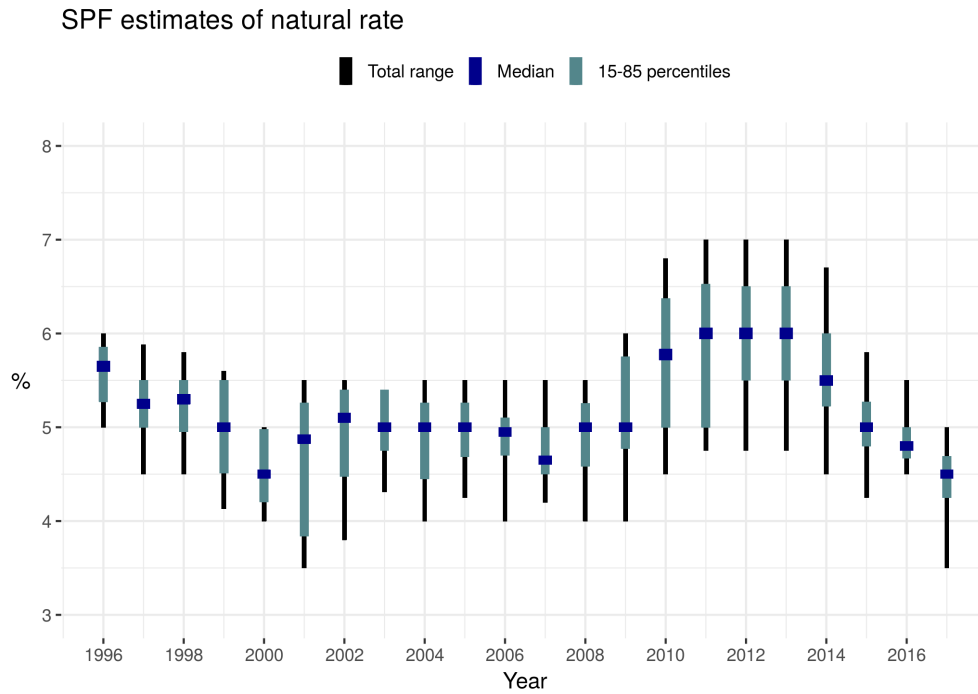 SPF estimates of natural rate
Total range Median 15-85 percentiles
8
7
6
%
5
4
3
1996 1998 2000 2002 2004 2006 2008 2010 2012 2014 2016
Year